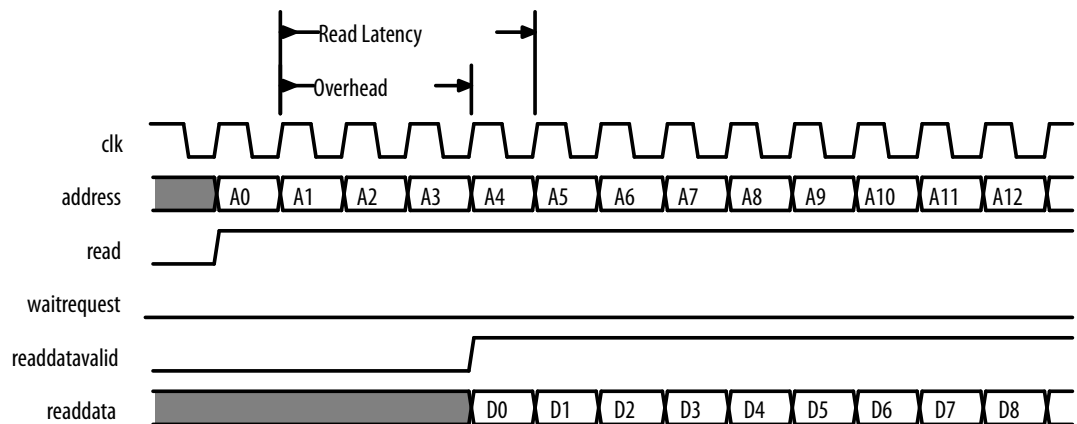 Read Latency
Overhead
clk
address A0 A1 A2 A3 A4 A5 A6 A7 A8 A9 A10 A11 A12
read
waitrequest
readdatavalid
readdata D0 D1 D2 D3 D4 D5 D6 D7 D8